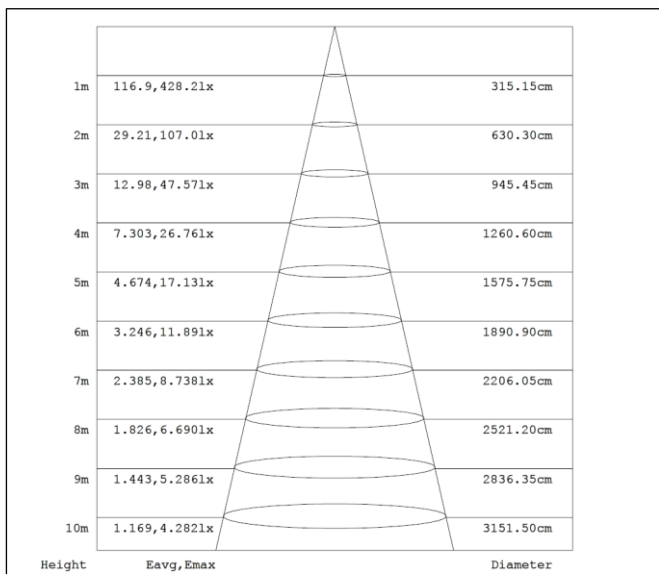 1m 116.9,428.2lx 315.15cm
2m 29.21,107.0lx 630.30cm
3m 12.98,47.57lx 945.45cm
4m 7.303,26.76lx 1260.60cm
5m 4.674,17.13lx 1575.75cm
6m 3.246,11.89lx 1890.90cm
7m 2.385,8.738lx 2206.05cm
8m 1.826,6.690lx 2521.20cm
9m 1.443,5.286lx 2836.35cm
10m 1.169,4.282lx 3151.50cm
Height Eavg,Emax Diameter